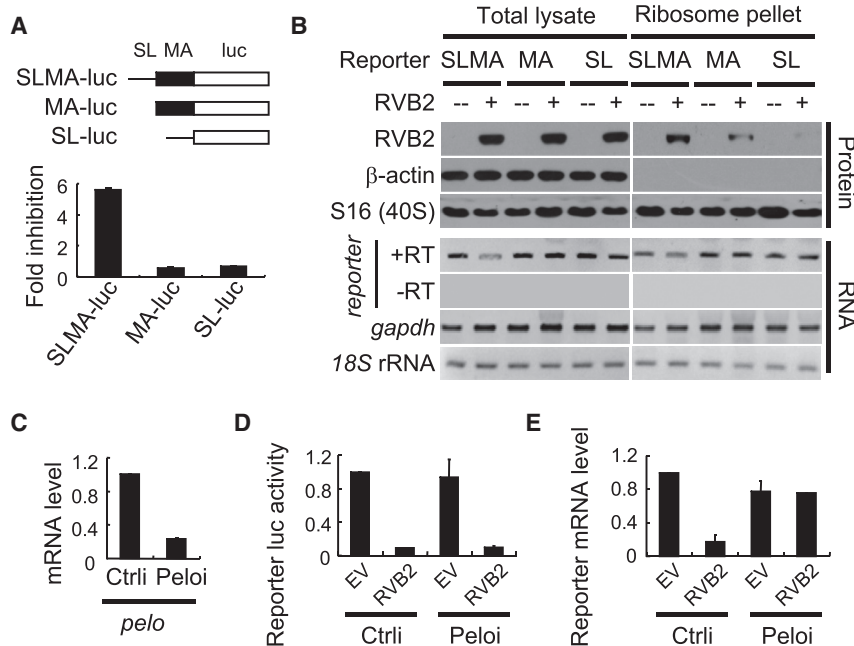 A
SL MA luc
SLMA-luc
MA-luc
SL-luc
Fold inhibition
6
4
2
0
SLMA-luc
MA-luc
SL-luc
B
Total lysate Ribosome pellet
Reporter SLMA MA SL SLMA MA SL
RVB2 -- + -- + -- + -- + -- + -- +
RVB2
β-actin
S16 (40S)
Protein
reporter
+RT
-RT
gapdh
18S rRNA
RNA
C
mRNA level
1.2
0.8
0.4
0
Ctrli Peloi
pelo
D
Reporter luc activity
1.2
0.8
0.4
0
EV RVB2 EV RVB2
Ctrli Peloi
E
Reporter mRNA level
1.2
0.8
0.4
0
EV RVB2 EV RVB2
Ctrli Peloi